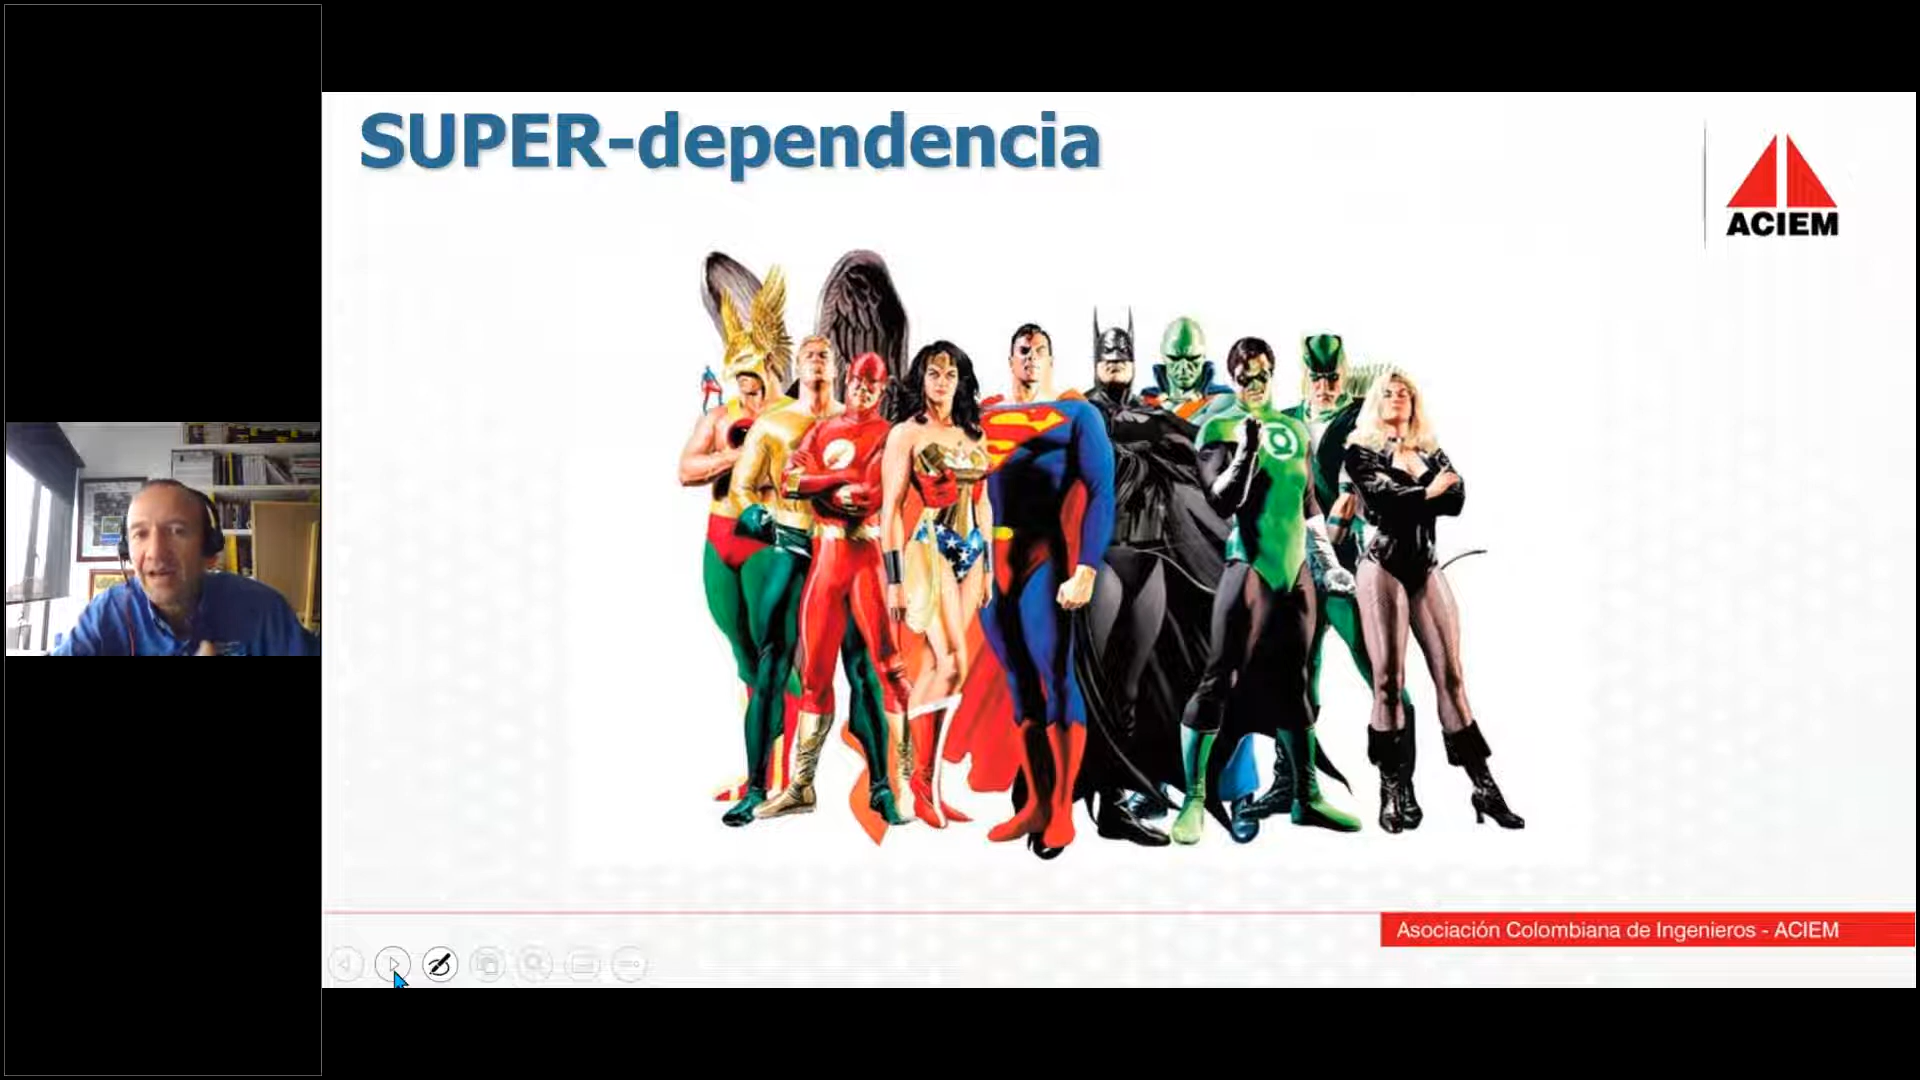 SUPER-dependencia
ACIEM
Asociación Colombiana de Ingenieros - ACIEM